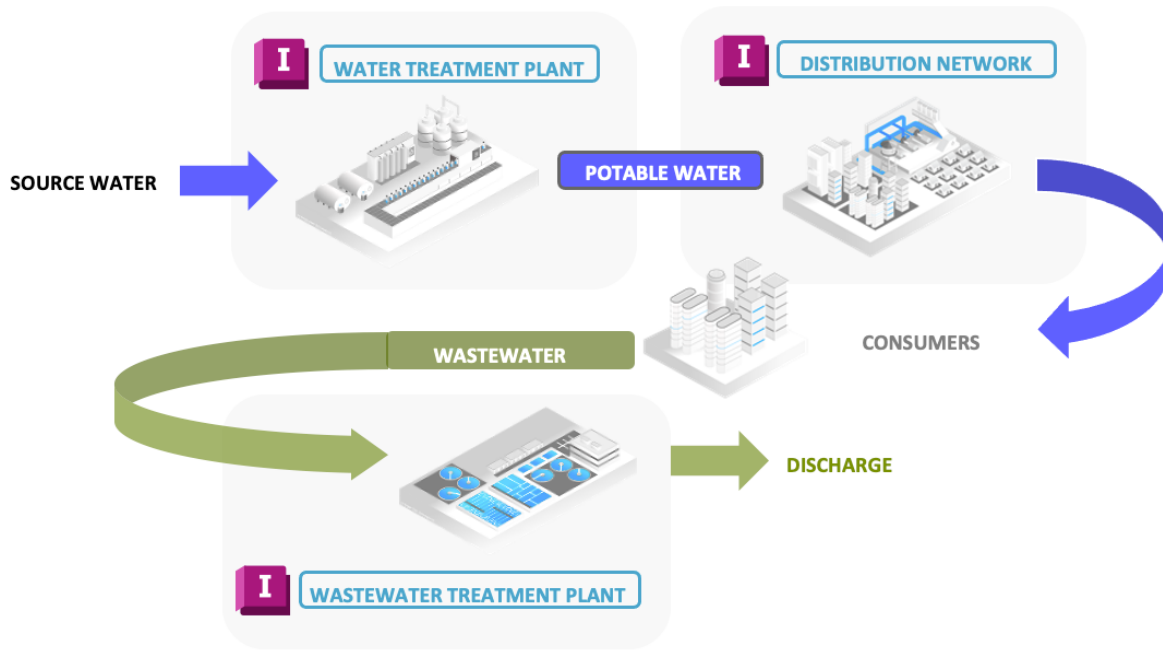 I
WATER TREATMENT PLANT
I
DISTRIBUTION NETWORK
SOURCE WATER
POTABLE WATER
CONSUMERS
WASTEWATER
DISCHARGE
I
WASTEWATER TREATMENT PLANT